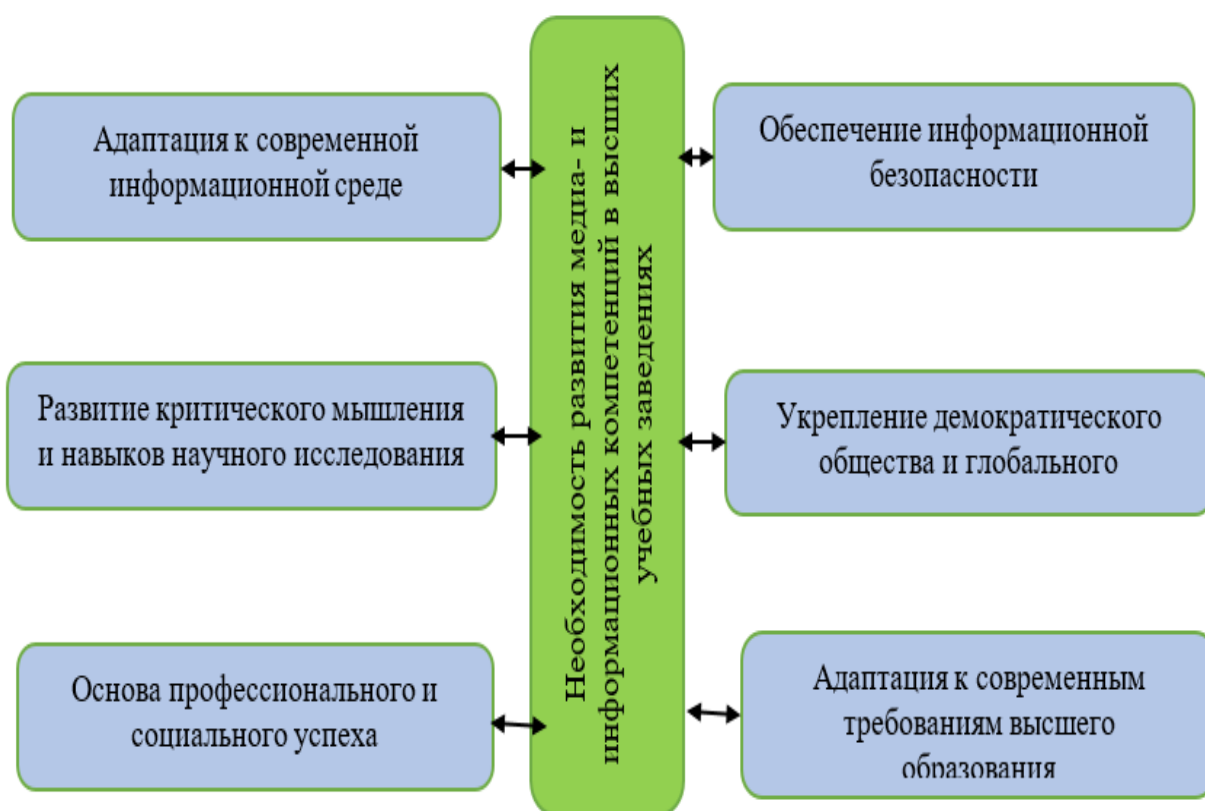 Адаптация к современной
информационной среде
Развитие критического мышления
и навыков научного исследования
Основа профессионального и
социального успеха
Необходимость развития медиа- и
информационных компетенций в высших
учебных заведениях
Обеспечение информационной
безопасности
Укрепление демократического
общества и глобального
Адаптация к современным
требованиям высшего
образования